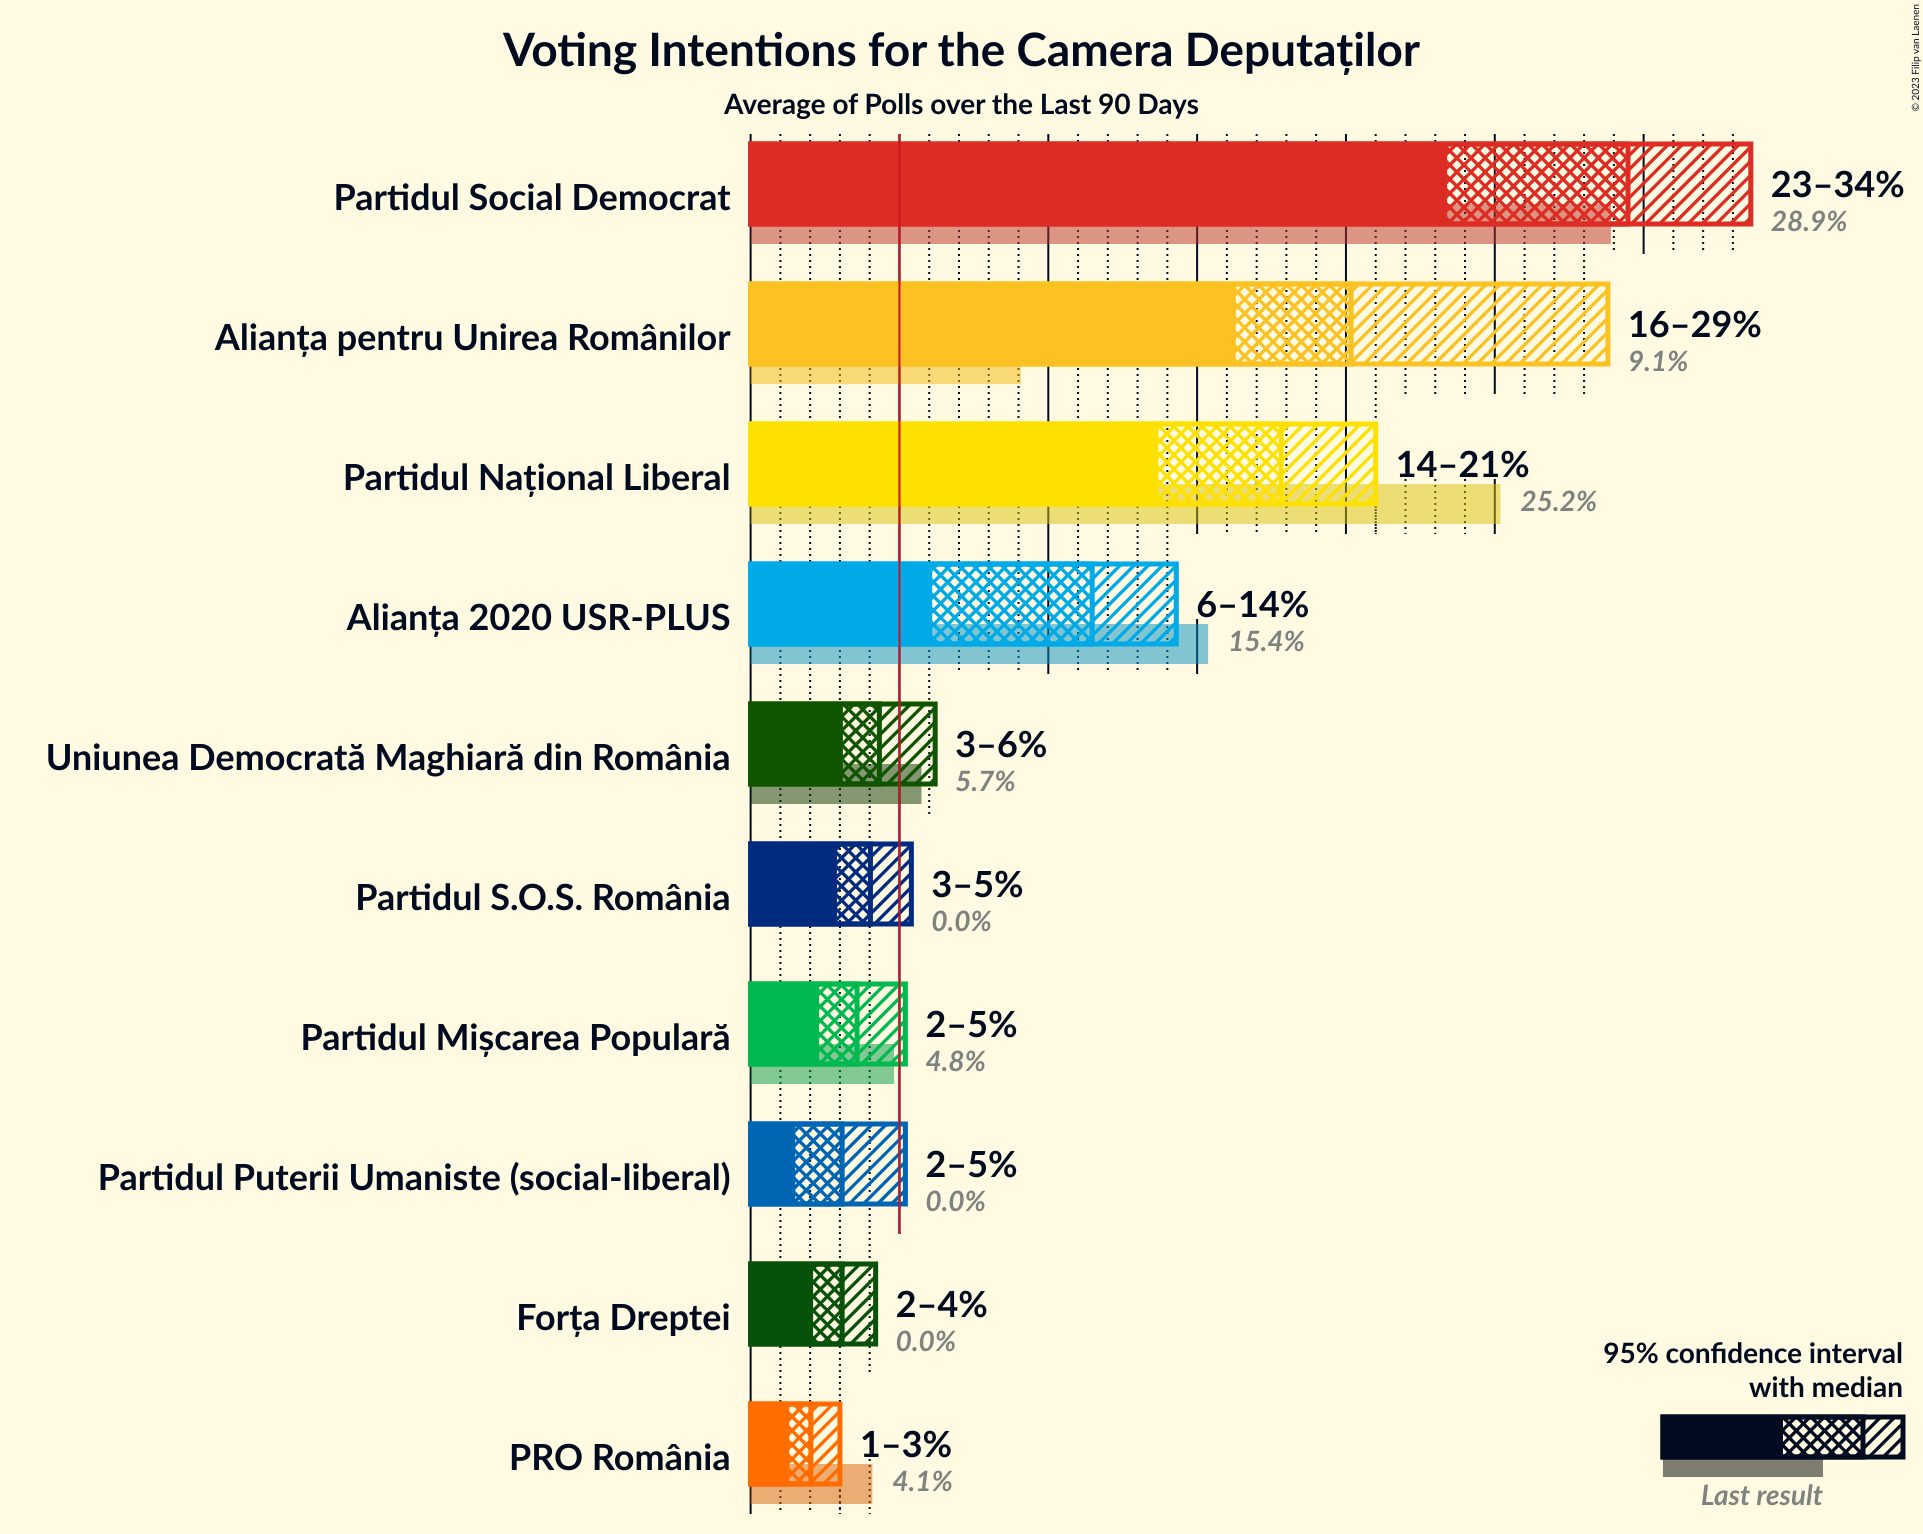 Voting Intentions for the Camera Deputaților
Average of Polls over the Last 90 Days
© 2023 Filip van Laenen
Partidul Social Democrat
23–34%
28.9%
Alianța pentru Unirea Românilor
16–29%
9.1%
Partidul Național Liberal
14–21%
25.2%
Alianța 2020 USR-PLUS
6–14%
15.4%
Uniunea Democrată Maghiară din România
3–6%
5.7%
Partidul S.O.S. România
3–5%
0.0%
Partidul Mișcarea Populară
2–5%
4.8%
Partidul Puterii Umaniste (social-liberal)
2–5%
0.0%
Forța Dreptei
2–4%
0.0%
PRO România
1–3%
4.1%
95% confidence interval
with median
Last result